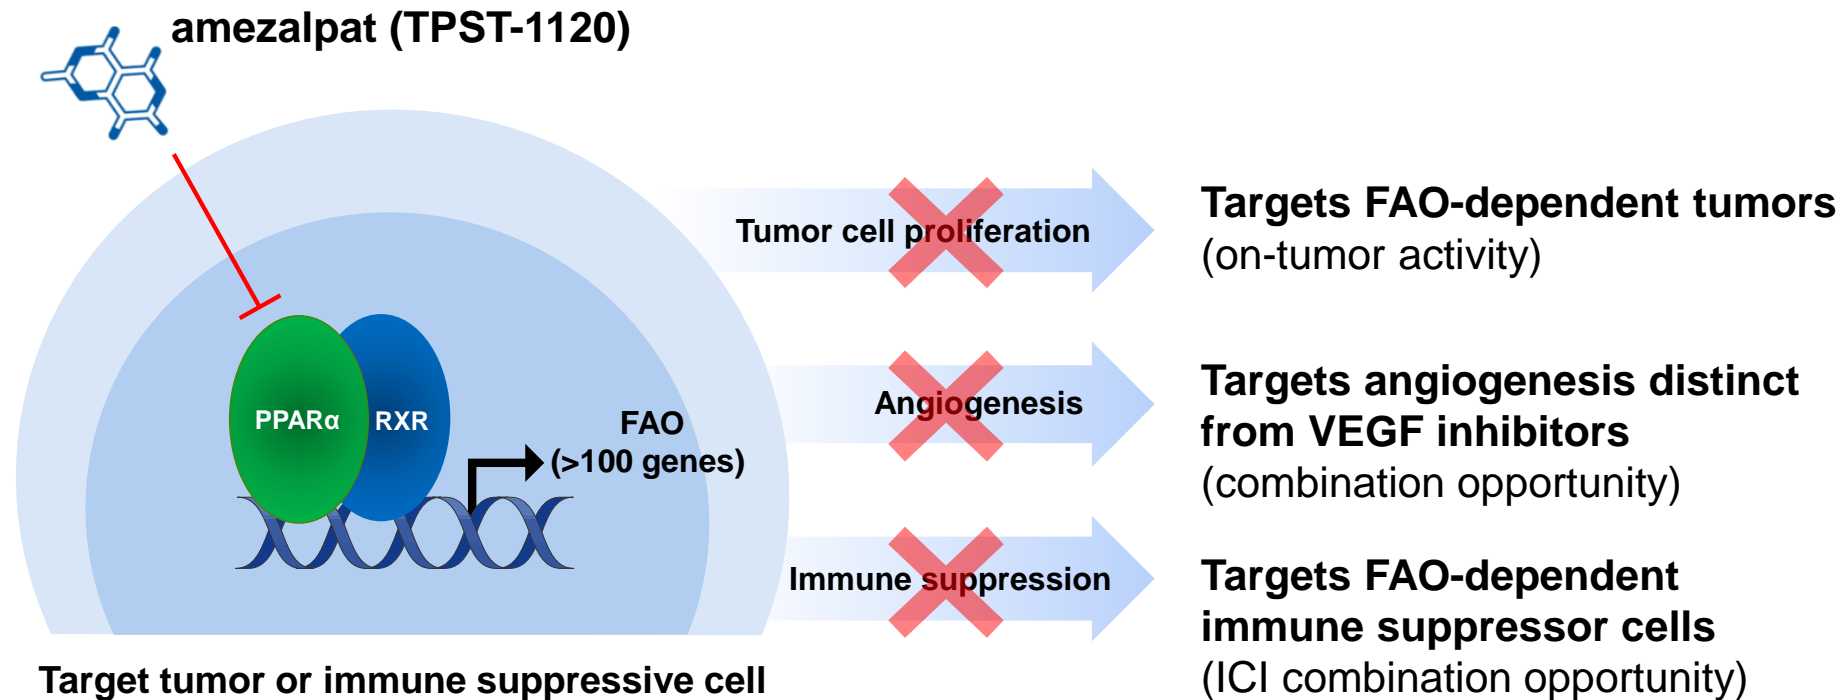 amezalpat (TPST-1120)
PPARα
RXR
FAO
(>100 genes)
Target tumor or immune suppressive cell
Tumor cell proliferation
Targets FAO-dependent tumors
(on-tumor activity)
Angiogenesis
Targets angiogenesis distinct
from VEGF inhibitors
(combination opportunity)
Immune suppression
Targets FAO-dependent
immune suppressor cells
(ICI combination opportunity)